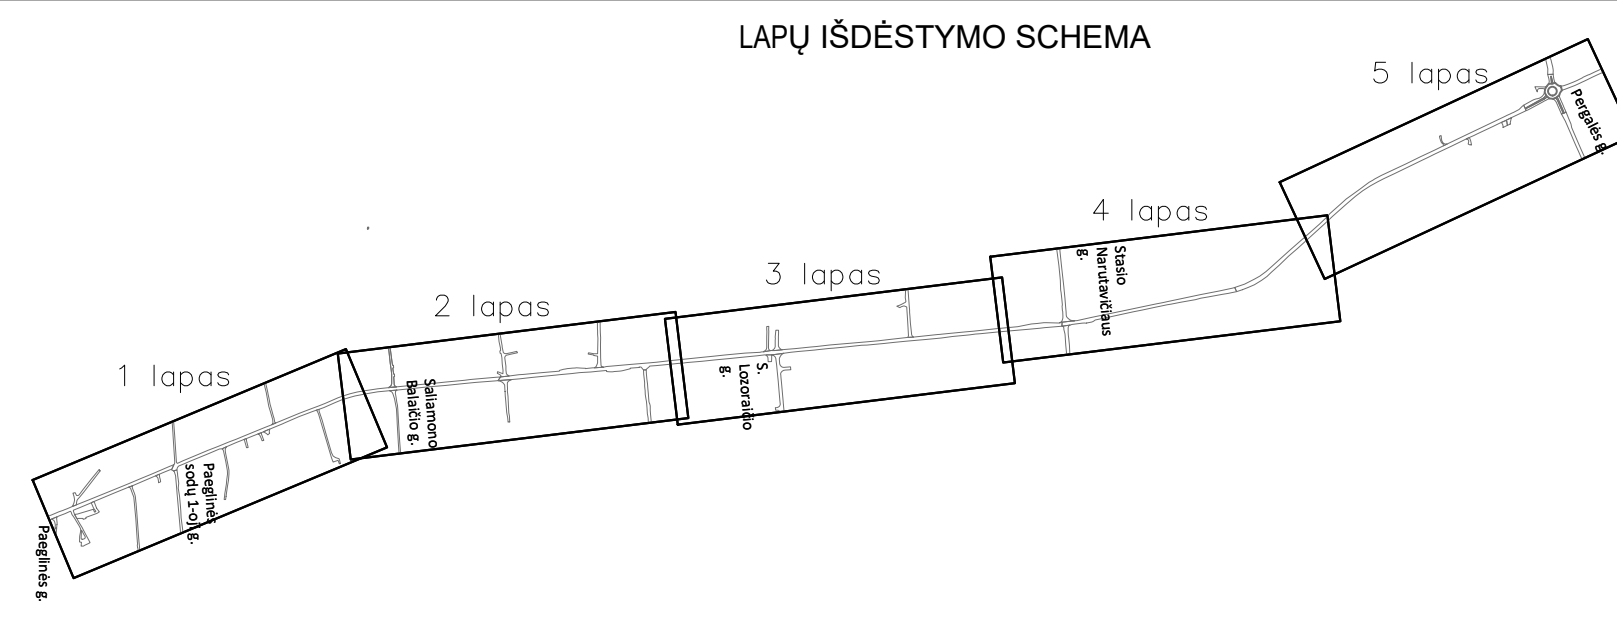 LAPŲ IŠDĖSTYMO SCHEMA
5 lapas
Pergalės g.
4 lapas
Stasio
Narutavičiaus
g.
3 lapas
S.
Lozoraičio
g.
2 lapas
Saliamono
Balaičio g.
1 lapas
Paeglinės
sodų 1-oji g.
Paeglinės g.